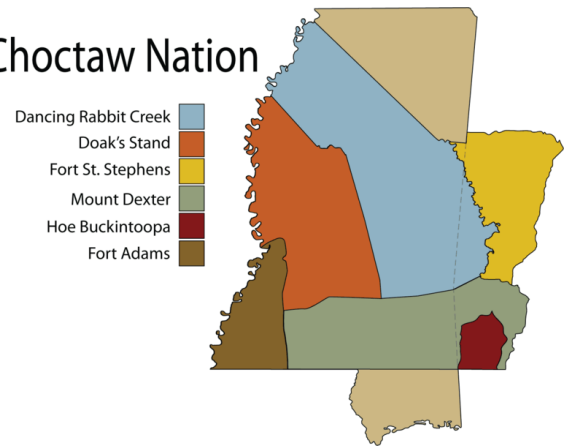 Choctaw Nation
Dancing Rabbit Creek
Doak's Stand
Fort St. Stephens
Mount Dexter
Hoe Buckintoopa
Fort Adams